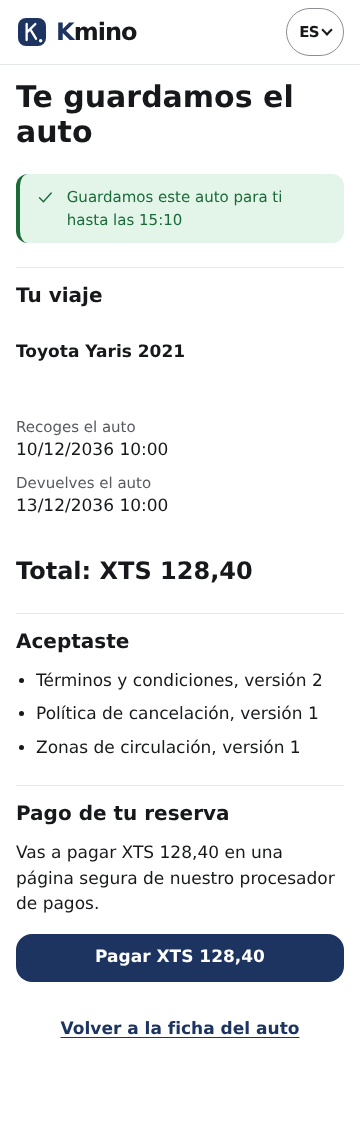 Kmino
ES
Te guardamos el
auto
Guardamos este auto para ti
hasta las 15:10
Tu viaje
Toyota Yaris 2021
Recoges el auto
10/12/2036 10:00
Devuelves el auto
13/12/2036 10:00
Total: XTS 128,40
Aceptaste
• Términos y condiciones, versión 2
• Política de cancelación, versión 1
• Zonas de circulación, versión 1
Pago de tu reserva
Vas a pagar XTS 128,40 en una
página segura de nuestro procesador
de pagos.
Pagar XTS 128,40
Volver a la ficha del auto